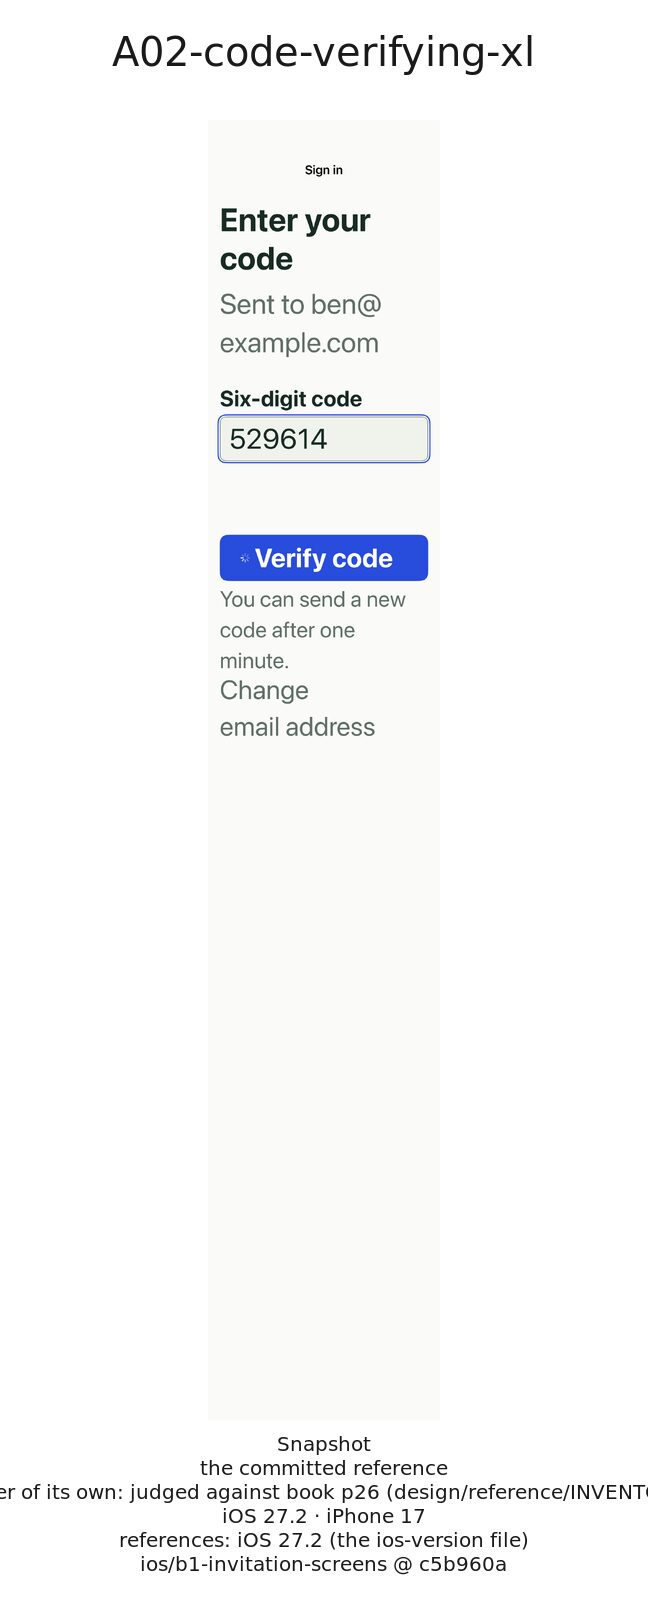 A02-code-verifying-xl
Sign in
Enter your
code
Sent to ben@
example.com
Six-digit code
529614
Verify code
You can send a new
code after one
minute.
Change
email address
Snapshot
the committed reference
of its own: judged against book p26 (design/reference/
iOS 27.2 · iPhone 17
references: iOS 27.2 (the ios-version file)
ios/b1-invitation-screens @ c5b960a